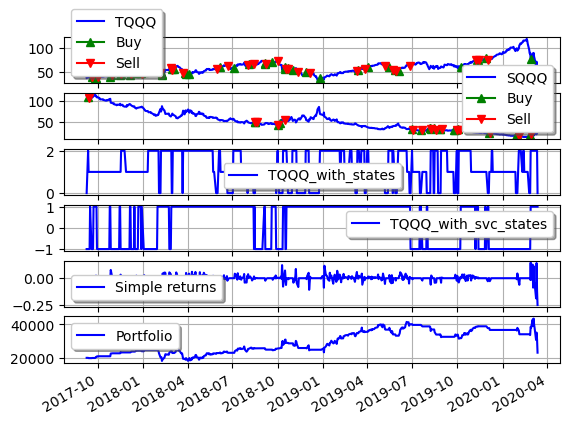 TQQQ
Buy
Sell
100
50
SQQQ
Buy
Sell
100
50
2
0
TQQQ_with_states
1
−1
TQQQ_with_svc_states
0.00
−0.25
Simple returns
40000
20000
Portfolio
2017-10
2018-01
2018-04
2018-07
2018-10
2019-01
2019-04
2019-07
2019-10
2020-01
2020-04